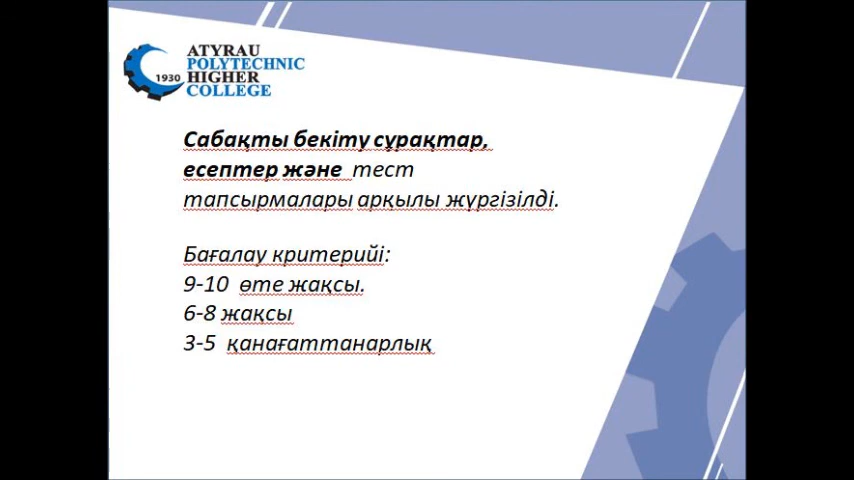 ATYRAU
POLYTECHNIC
1930 HIGHER
COLLEGE
Сабақты бекіту сұрақтар,
есептер және тест
тапсырмалары арқылы жүргізілді.
Бағалау критерийі:
9-10 өте жақсы.
6-8 жақсы
3-5 қанағаттанарлық